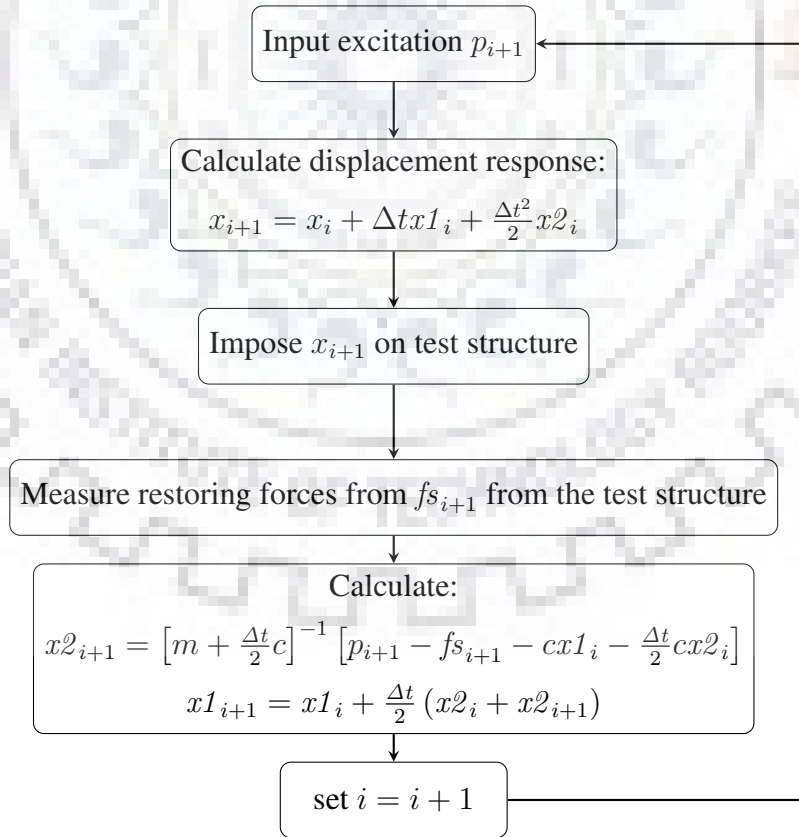 Input excitation $p_{i+1}$
Calculate displacement response:
$x_{i+1} = x_i + \Delta t x1_i + \frac{\Delta t^2}{2} x2_i$
Impose $x_{i+1}$ on test structure
Measure restoring forces from $fs_{i+1}$ from the test structure
Calculate:
$x2_{i+1} = \left[m + \frac{\Delta t}{2} c\right]^{-1} \left[p_{i+1} - fs_{i+1} - cx1_i - \frac{\Delta t}{2} cx2_i\right]$
$x1_{i+1} = x1_i + \frac{\Delta t}{2} \left(x2_i + x2_{i+1}\right)$
set $i = i + 1$